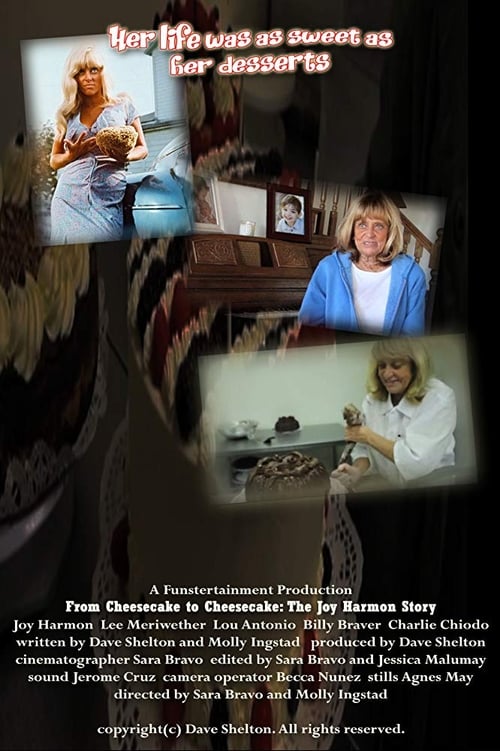 Her life was as sweet as
her desserts
A Funstertainment Production
From Cheesecake to Cheesecake: The Joy Harmon Story
Joy Harmon Lee Meriwether Lou Antonio Billy Braver Charlie Chiodo
written by Dave Shelton and Molly Ingstad produced by Dave Shelton
cinematographer Sara Bravo edited by Sara Bravo and Jessica Malumay
sound Jerome Cruz camera operator Becca Nunez stills Agnes May
directed by Sara Bravo and Molly Ingstad
copyright(c) Dave Shelton. All rights reserved.